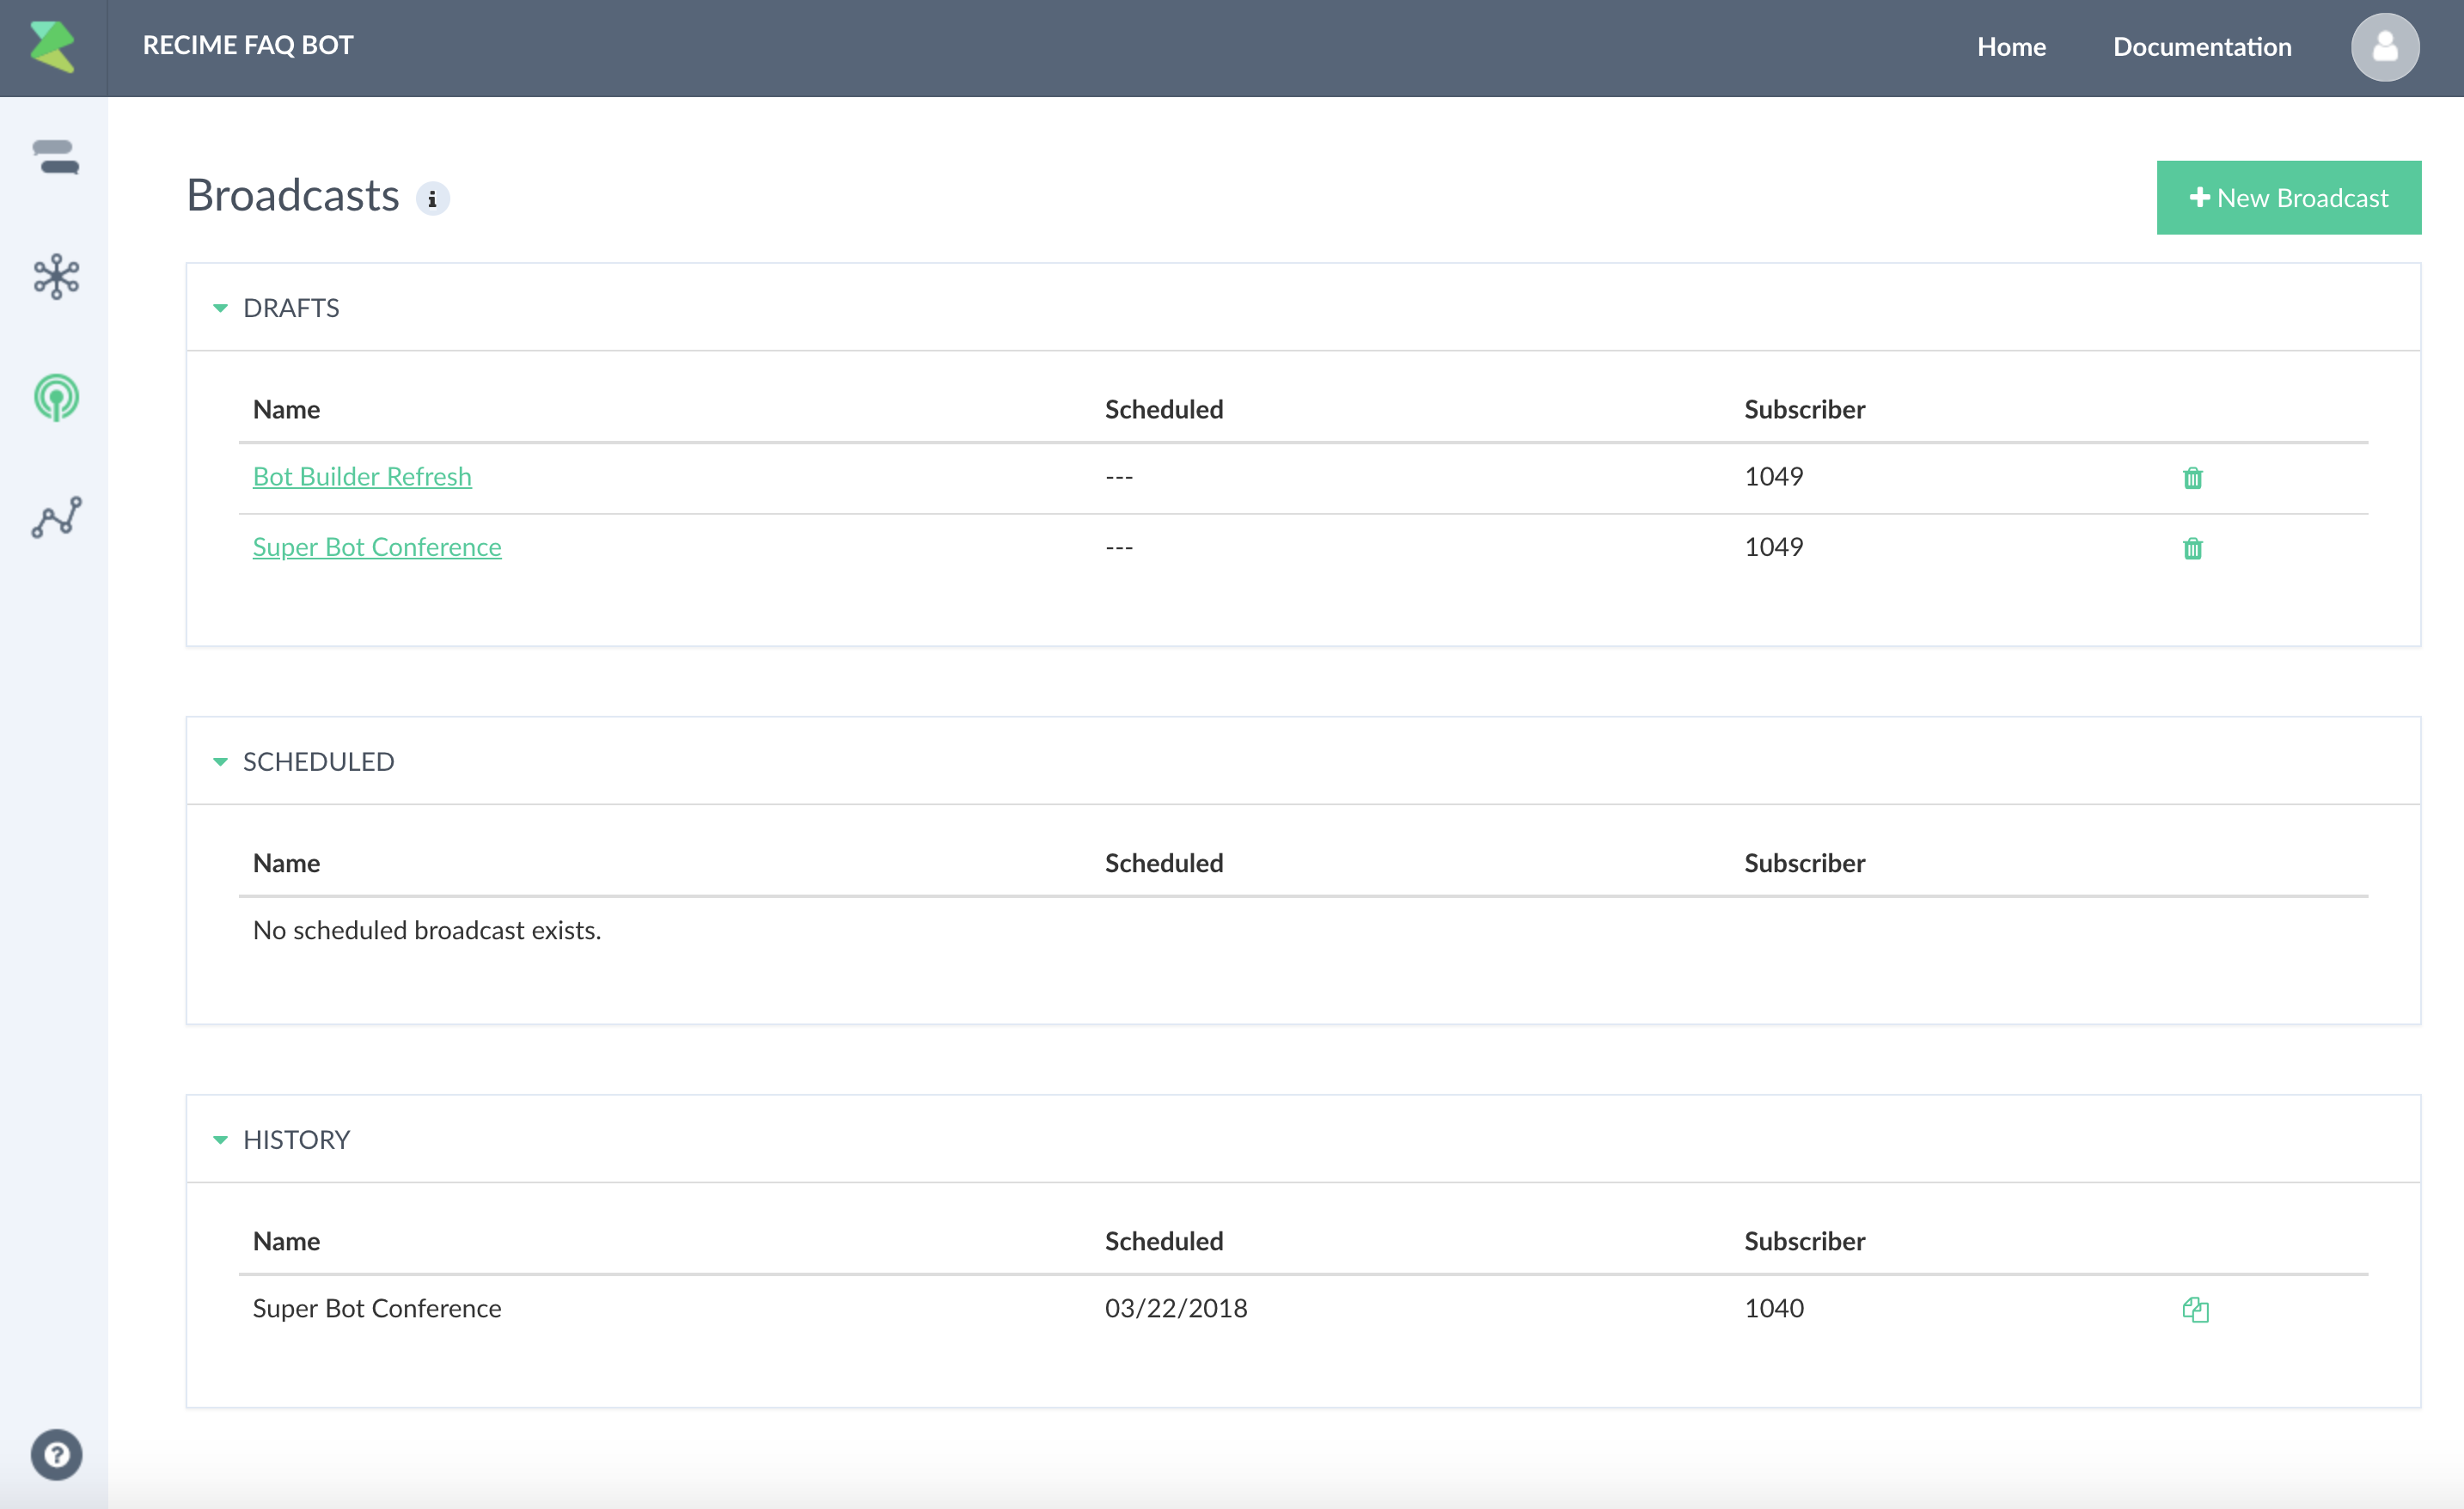 RECIME FAQ BOT Home Documentation
Broadcasts i
+ New Broadcast
DRAFTS
Name Scheduled Subscriber
Bot Builder Refresh --- 1049
Super Bot Conference --- 1049
SCHEDULED
Name Scheduled Subscriber
No scheduled broadcast exists.
HISTORY
Name Scheduled Subscriber
Super Bot Conference 03/22/2018 1040
?